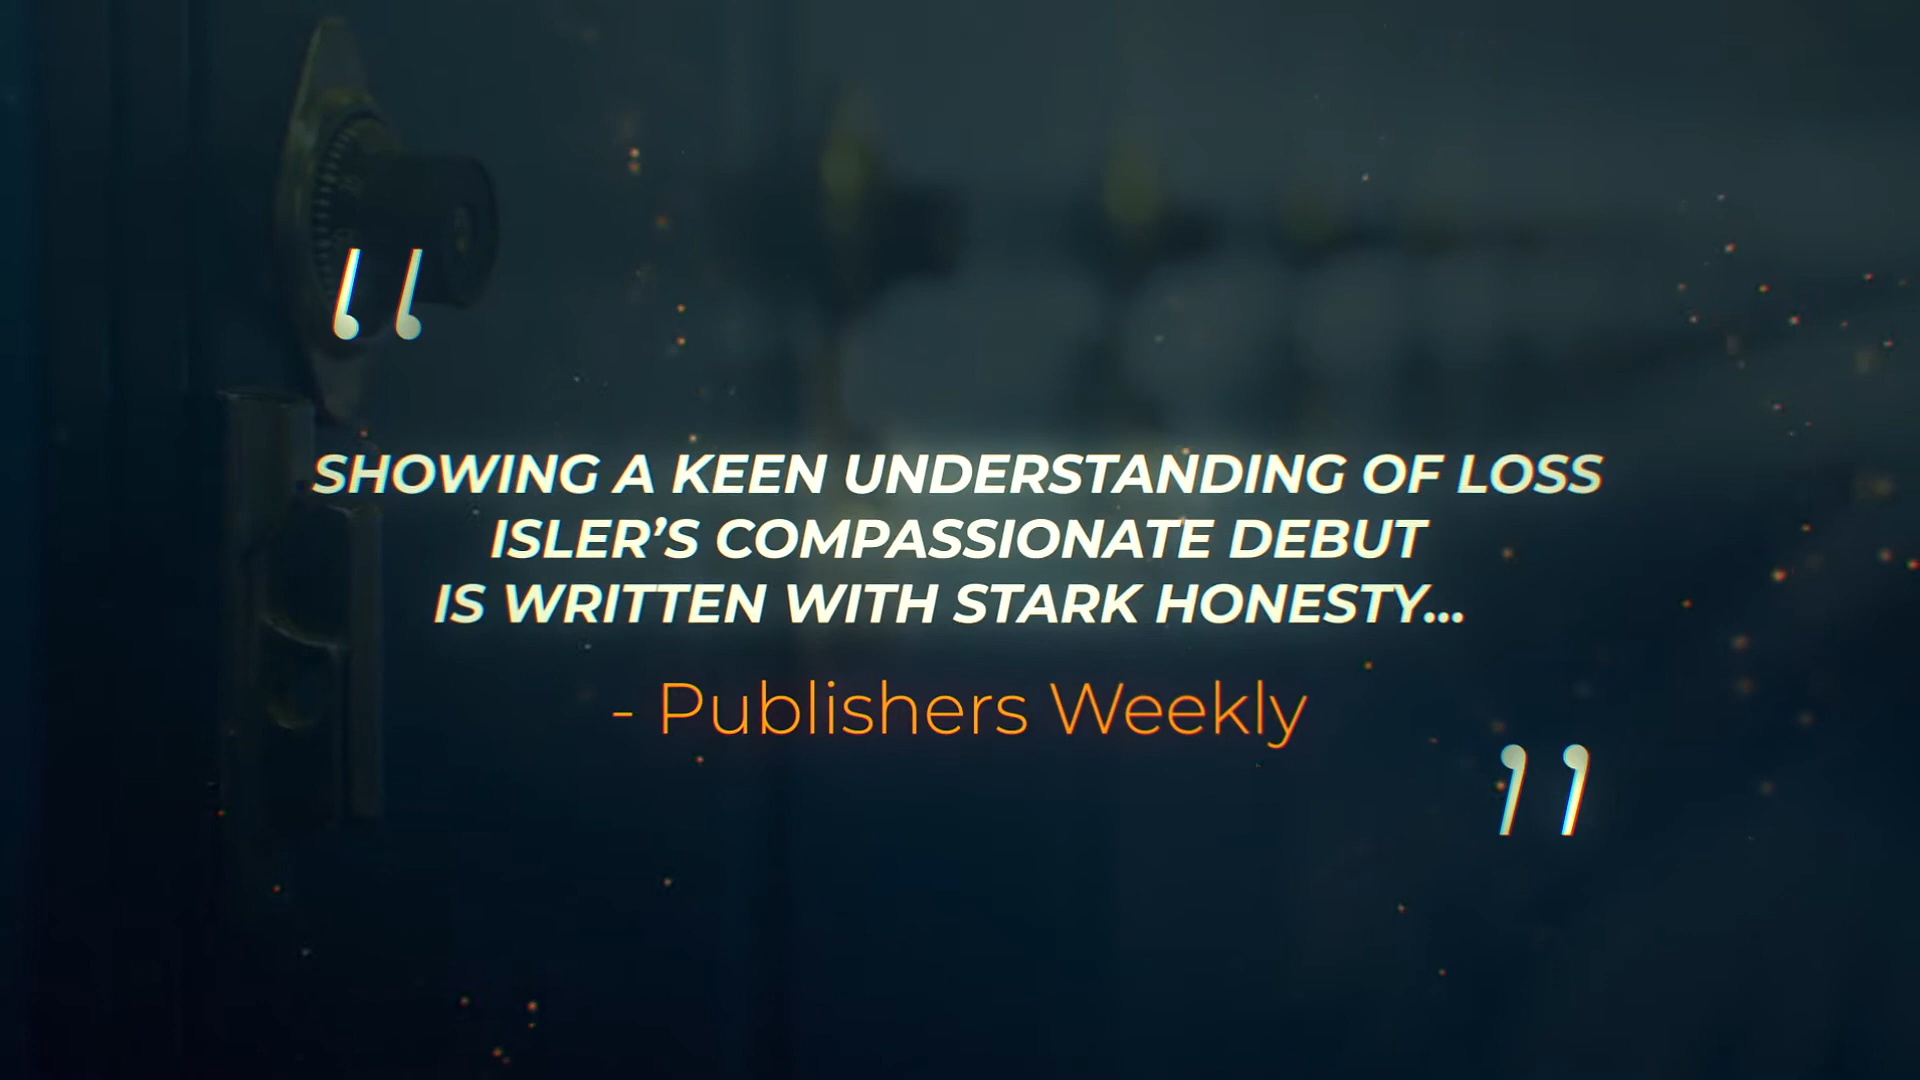 “
SHOWING A KEEN UNDERSTANDING OF LOSS
ISLER’S COMPASSIONATE DEBUT
IS WRITTEN WITH STARK HONESTY...
- Publishers Weekly
”